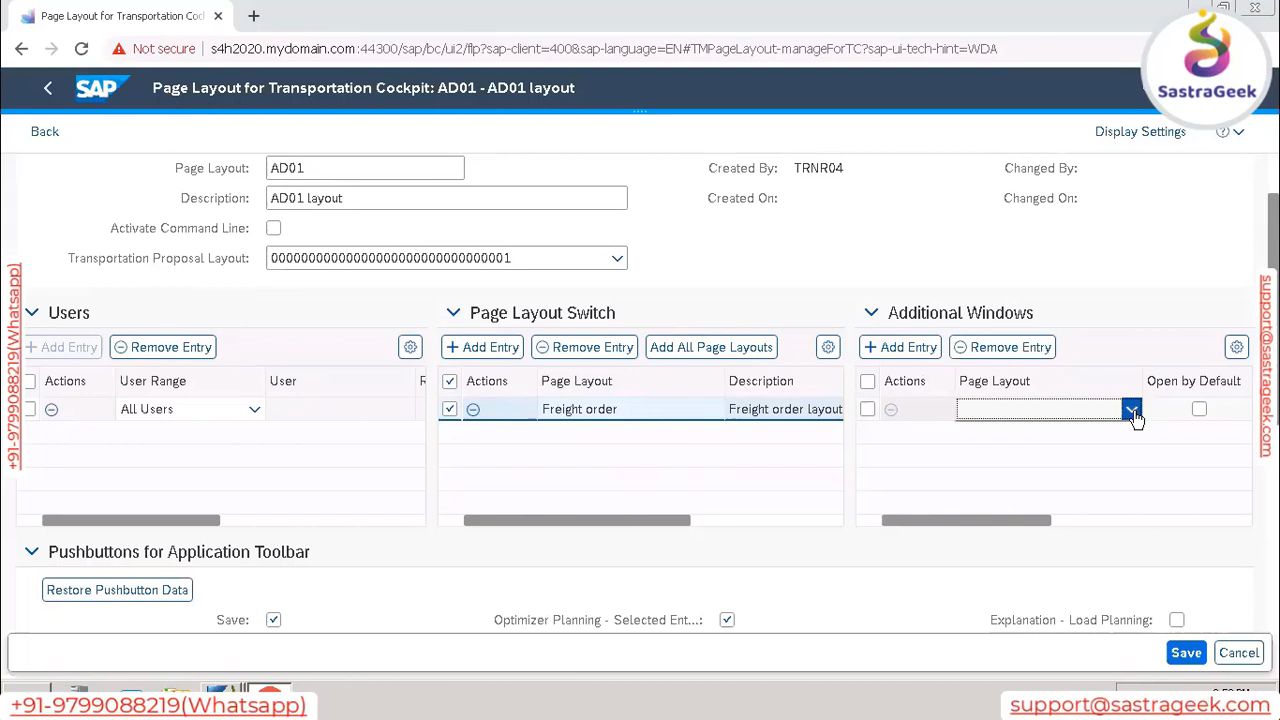 Page Layout for Transportation Coc
Not secure
s4h2020.mydomain.com:44300/sap/bc/ui2/flp?sap-client=400&sap-language=EN#TMPageLayout-manageForTC?sap-ui-tech-hint=WDA
SastraGeek
SAP
Page Layout for Transportation Cockpit: AD01 - AD01 layout
Back
Display Settings
Page Layout: AD01
Created By: TRNR04
Changed By:
Description: AD01 layout
Created On:
Changed On:
Activate Command Line:
Transportation Proposal Layout:
Users
Page Layout Switch
Additional Windows
Add Entry
Remove Entry
Add Entry
Remove Entry
Add All Page Layouts
Add Entry
Remove Entry
Actions
User Range
User
R
Actions
Page Layout
Description
Actions
Page Layout
Open by Default
All Users
Freight order
Freight order layout
Pushbuttons for Application Toolbar
Restore Pushbutton Data
Save:
Optimizer Planning - Selected Ent...:
Explanation - Load Planning:
Save
Cancel
+91-9799088219(Whatsapp)
support@sastrageek.com
+91-9799088219(Whatsapp)
support@sastrageek.com